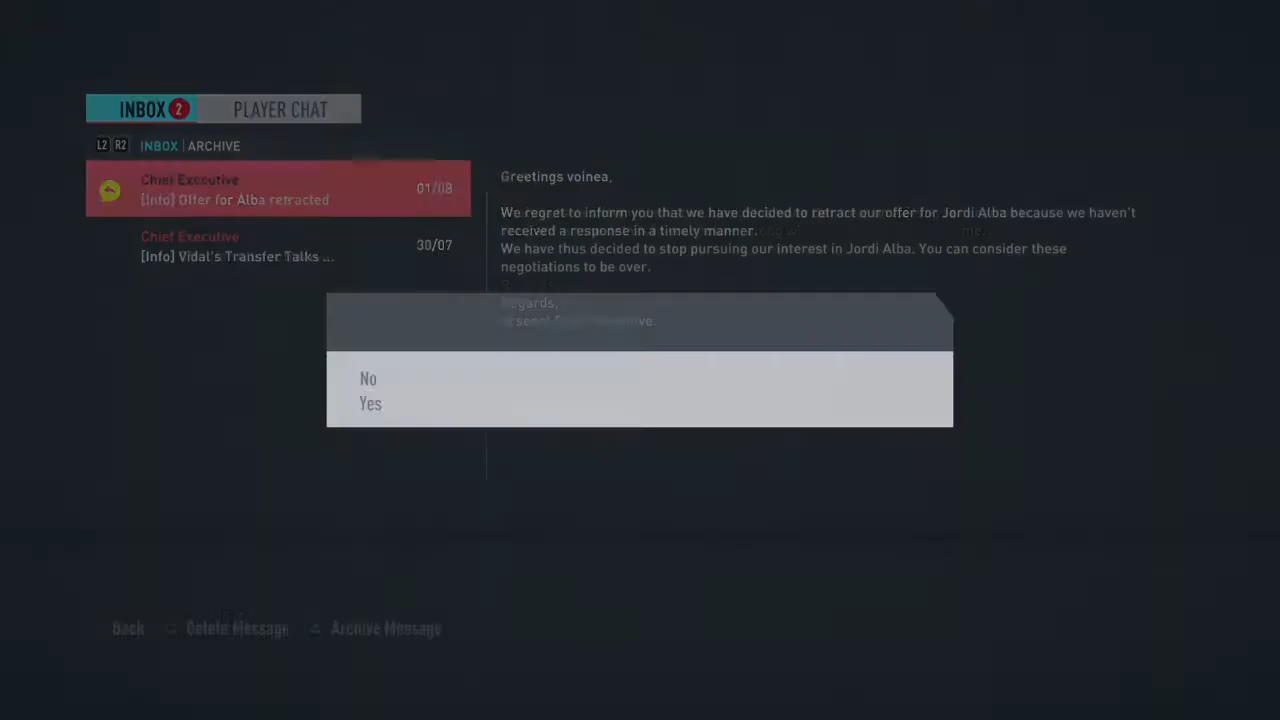 INBOX 2 PLAYER CHAT
L2 R2 INBOX | ARCHIVE
Chief Executive
[Info] Offer for Alba retracted
01/08
Chief Executive
[Info] Vidal's Transfer Talks ...
30/07
Greetings voinea,
We regret to inform you that we have decided to retract our offer for Jordi Alba because we haven't
received a response in a timely manner.
We have thus decided to stop pursuing our interest in Jordi Alba. You can consider these
negotiations to be over.
Regards,
No
Yes
Back Delete Message Archive Message